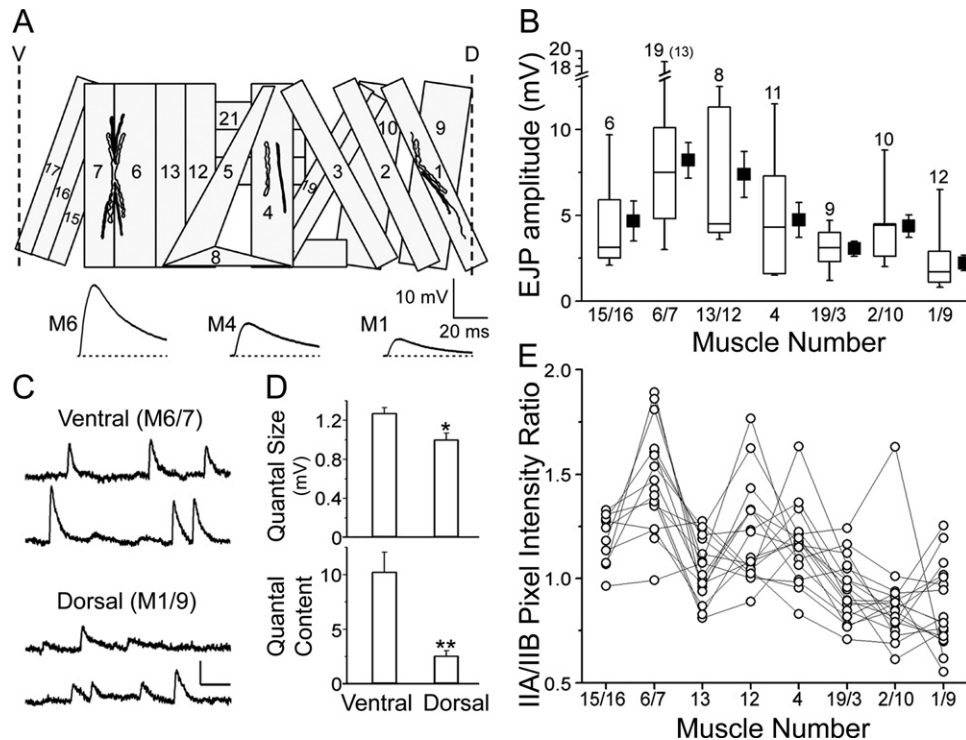 A
V
D
17
16
15
7
6
13
12
21
5
4
8
19
3
2
10
1
9
M6
M4
M1
10 mV
20 ms
B
EJP amplitude (mV)
19
18
10
5
0
6
19 (13)
8
11
9
10
12
15/16 6/7 13/12 4 19/3 2/10 1/9
Muscle Number
C
Ventral (M6/7)
Dorsal (M1/9)
D
Quantal Size
(mV)
1.2
0.6
0
*
Quantal
Content
10
5
0
**
Ventral Dorsal
E
IIA/IIB Pixel Intensity Ratio
2.0
1.5
1.0
0.5
15/16 6/7 13 12 4 19/3 2/10 1/9
Muscle Number